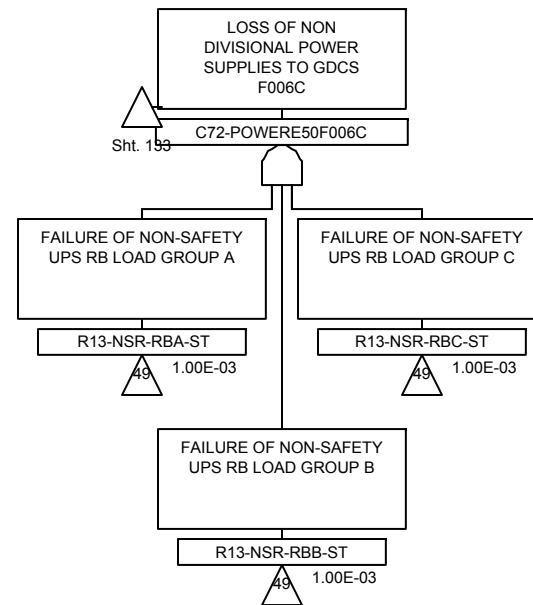 LOSS OF NON
DIVISIONAL POWER
SUPPLIES TO GDCS
F006C
Sht. 133
C72-POWERE50F006C
FAILURE OF NON-SAFETY
UPS RB LOAD GROUP A
R13-NSR-RBA-ST
49
1.00E-03
FAILURE OF NON-SAFETY
UPS RB LOAD GROUP C
R13-NSR-RBC-ST
49
1.00E-03
FAILURE OF NON-SAFETY
UPS RB LOAD GROUP B
R13-NSR-RBB-ST
49
1.00E-03